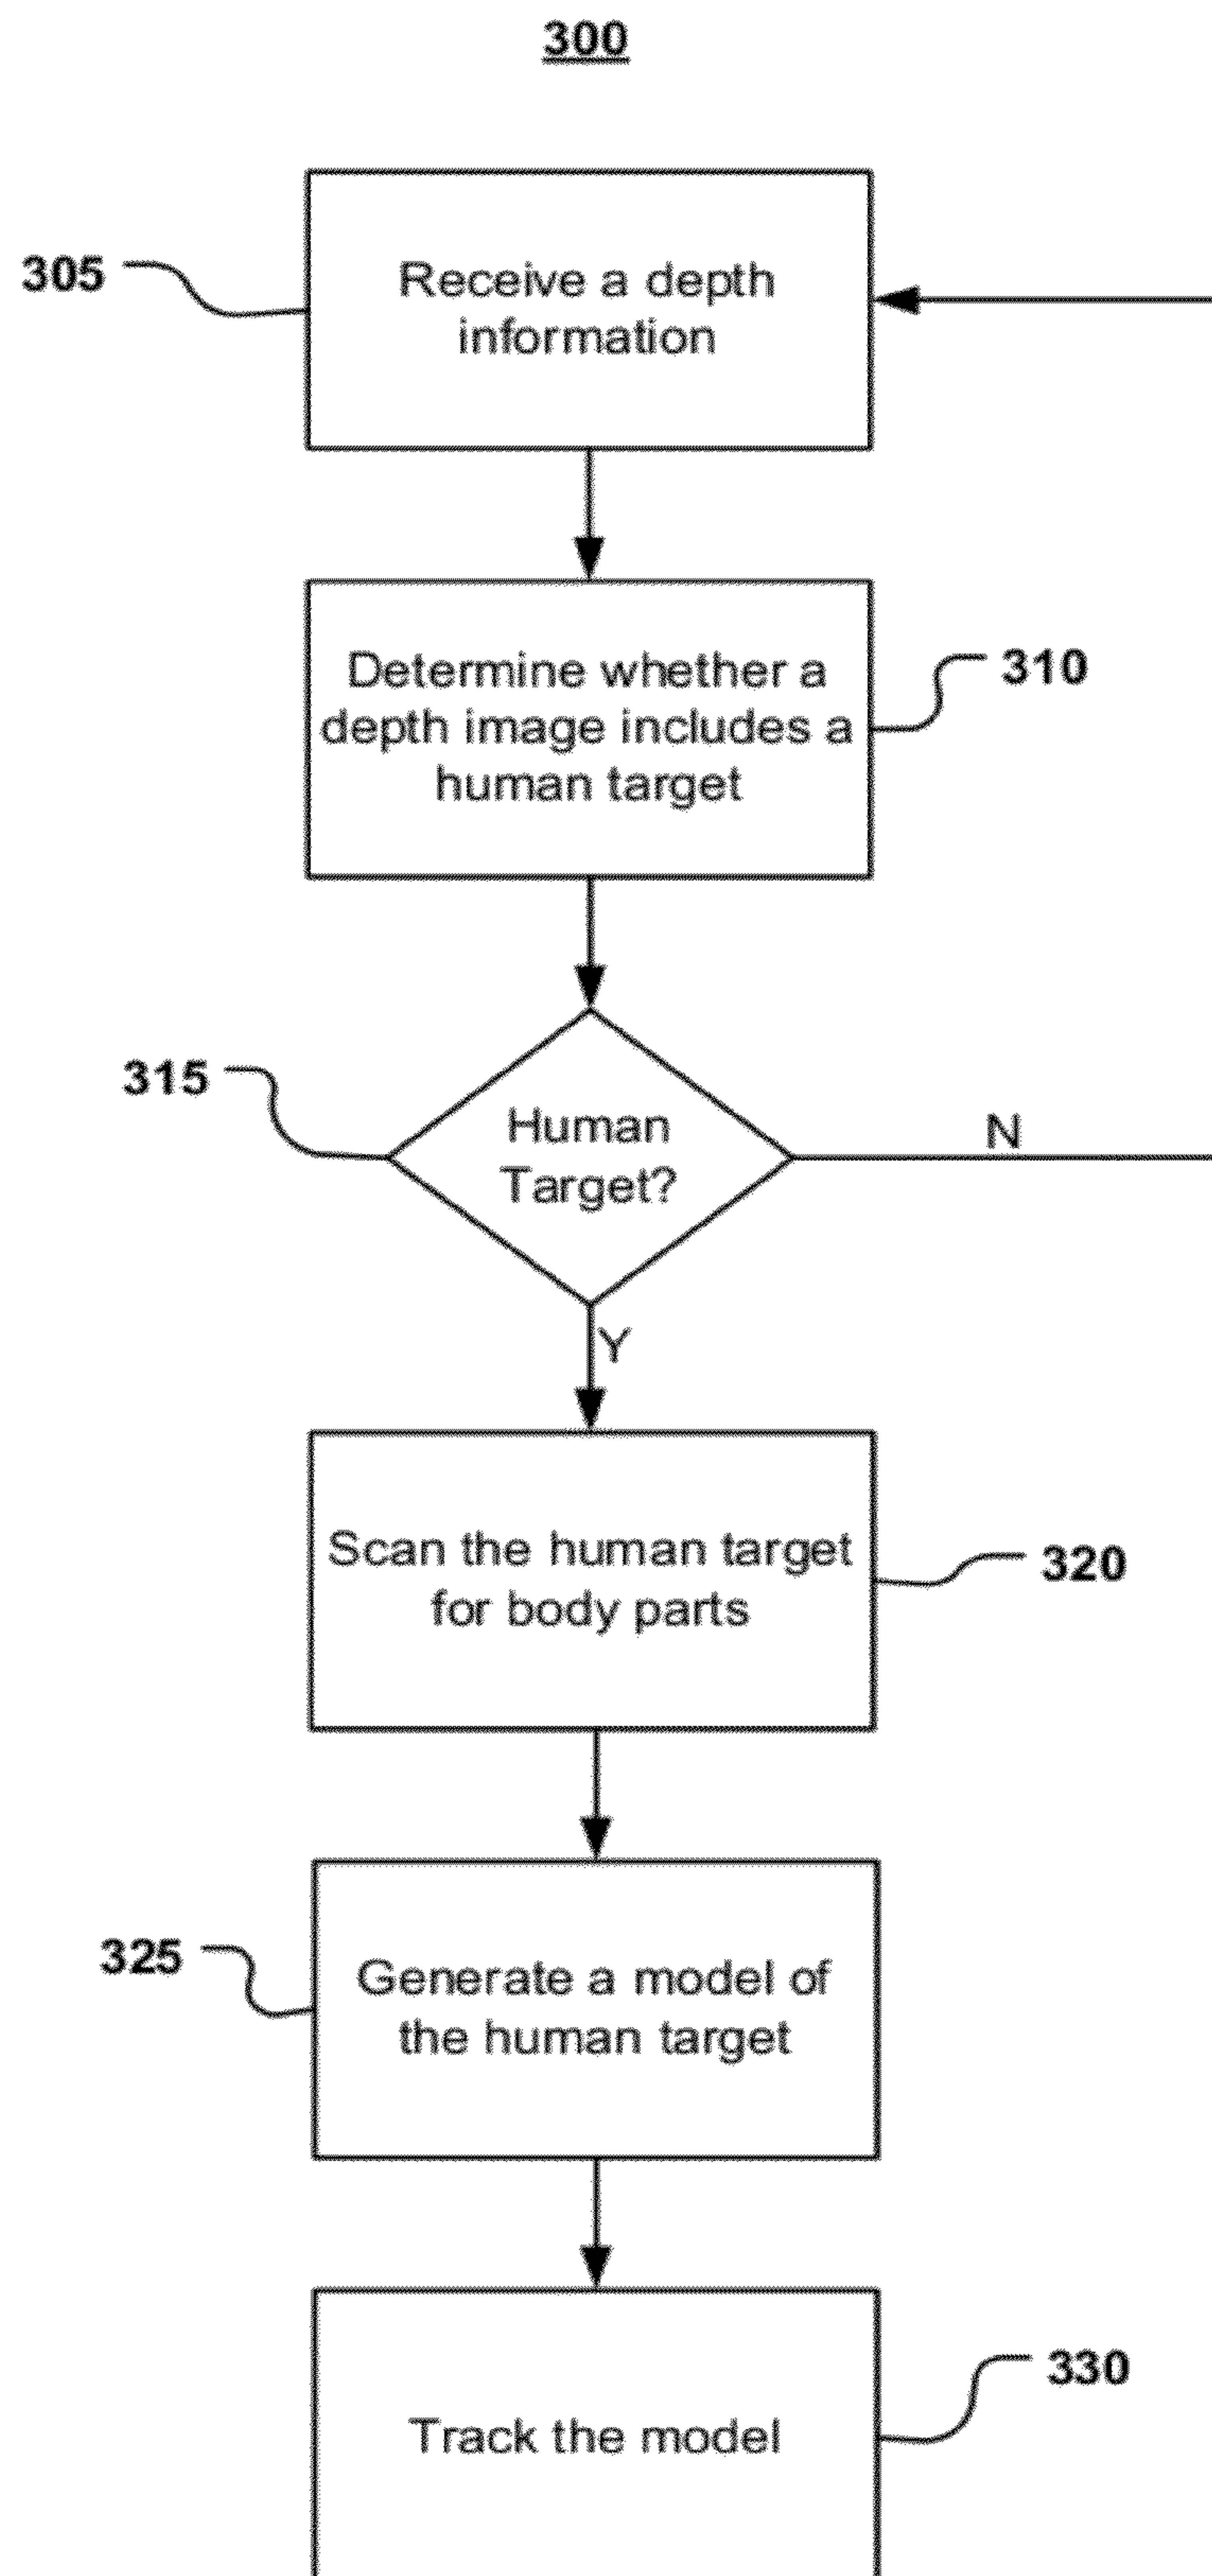 300
305
Receive a depth
information
Determine whether a
depth image includes a
human target
310
315
Human
Target?
N
Y
Scan the human target
for body parts
320
325
Generate a model of
the human target
330
Track the model